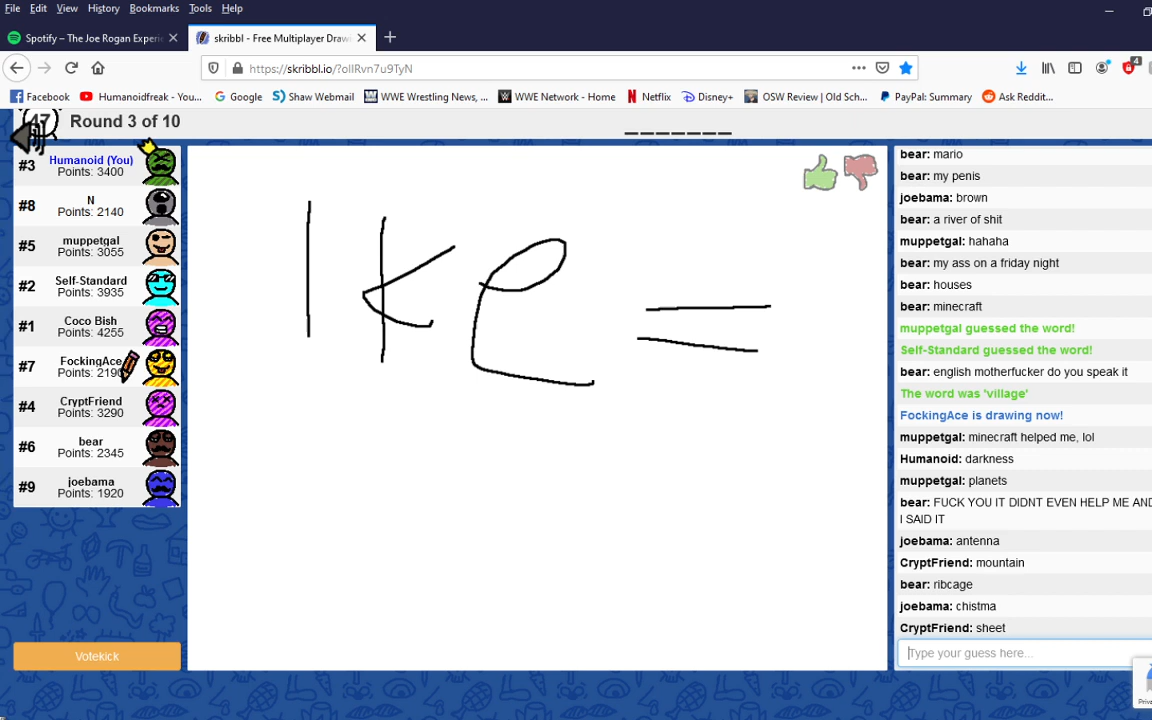 File Edit View History Bookmarks Tools Help
Spotify – The Joe Rogan Experie
skribbl - Free Multiplayer Drawi
https://skribbl.io/?olIRvn7u9TyN
4
Facebook Humanoidfreak - You... Google Shaw Webmail WWE Wrestling News, ... WWE Network - Home Netflix Disney+ OSW Review | Old Sch... PayPal: Summary Ask Reddit...
47 Round 3 of 10
_______
#3 Humanoid (You)
Points: 3400
#8 N
Points: 2140
#5 muppetgal
Points: 3055
#2 Self-Standard
Points: 3935
#1 Coco Bish
Points: 4255
#7 FockingAce
Points: 2190
#4 CryptFriend
Points: 3290
#6 bear
Points: 2345
#9 joebama
Points: 1920
Votekick
Ike =
bear: mario
bear: my penis
joebama: brown
bear: a river of shit
muppetgal: hahaha
bear: my ass on a friday night
bear: houses
bear: minecraft
muppetgal guessed the word!
Self-Standard guessed the word!
bear: english motherfucker do you speak it
The word was 'village'
FockingAce is drawing now!
muppetgal: minecraft helped me, lol
Humanoid: darkness
muppetgal: planets
bear: FUCK YOU IT DIDNT EVEN HELP ME AND
I SAID IT
joebama: antenna
CryptFriend: mountain
bear: ribcage
joebama: chistma
CryptFriend: sheet
Type your guess here...